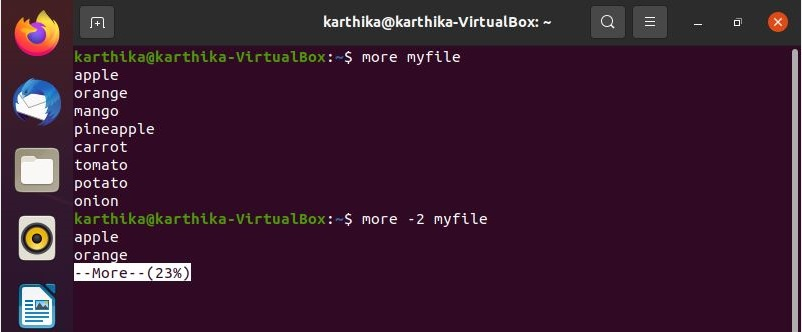 karthika@karthika-VirtualBox: ~
karthika@karthika-VirtualBox:~$ more myfile
apple
orange
mango
pineapple
carrot
tomato
potato
onion
karthika@karthika-VirtualBox:~$ more -2 myfile
apple
orange
--More--(23%)